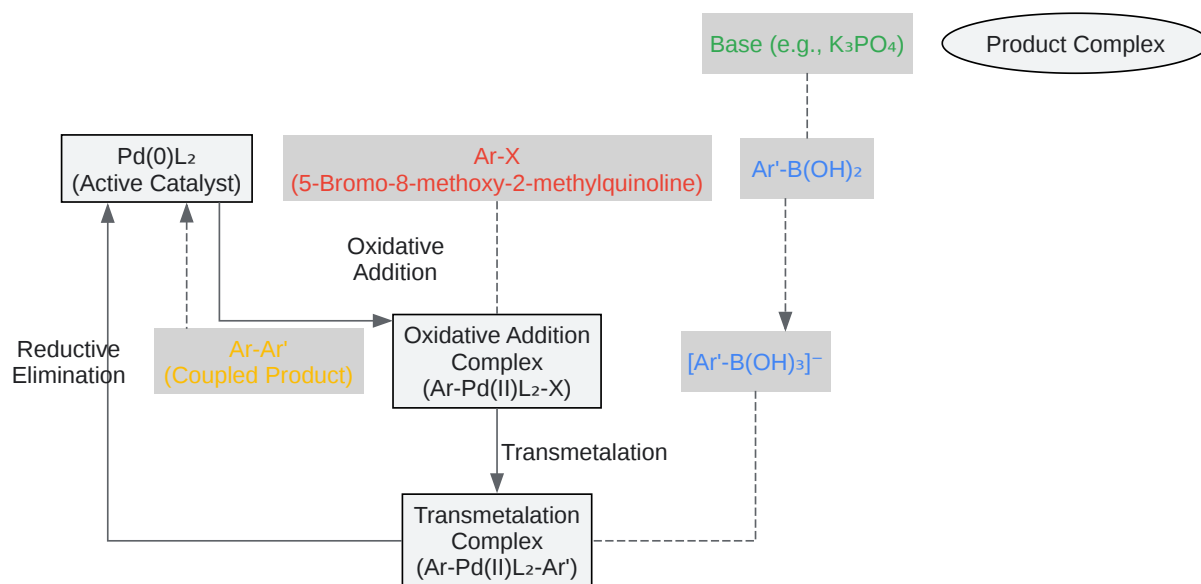 Base (e.g., K₃PO₄)
Product Complex
Pd(0)L₂
(Active Catalyst)
Ar-X
(5-Bromo-8-methoxy-2-methylquinoline)
Ar'-B(OH)₂
Oxidative
Addition
Reductive
Elimination
Ar-Ar'
(Coupled Product)
Oxidative Addition
Complex
(Ar-Pd(II)L₂-X)
[Ar'-B(OH)₃]⁻
Transmetalation
Transmetalation
Complex
(Ar-Pd(II)L₂-Ar')